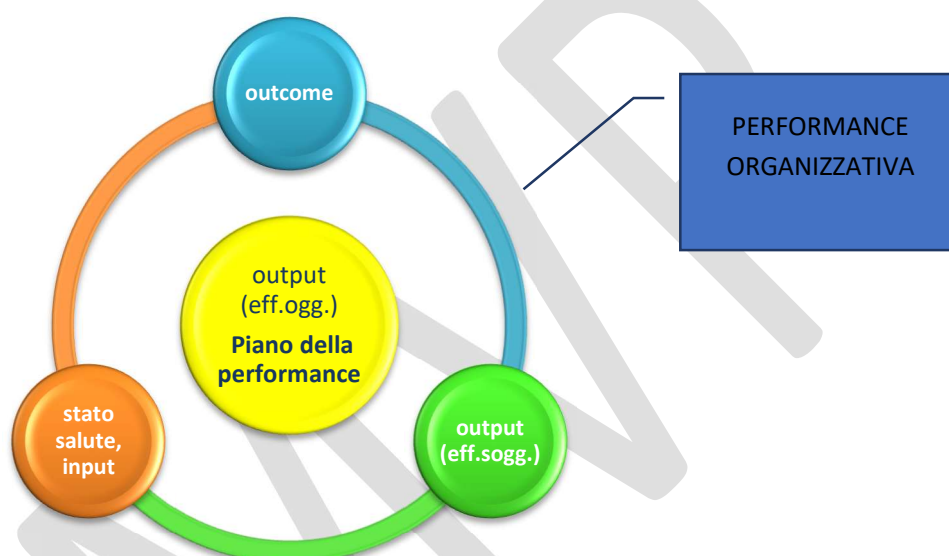 outcome
PERFORMANCE
ORGANIZZATIVA
output
(eff.ogg.)
Piano della
performance
stato
salute,
input
output
(eff.sogg.)